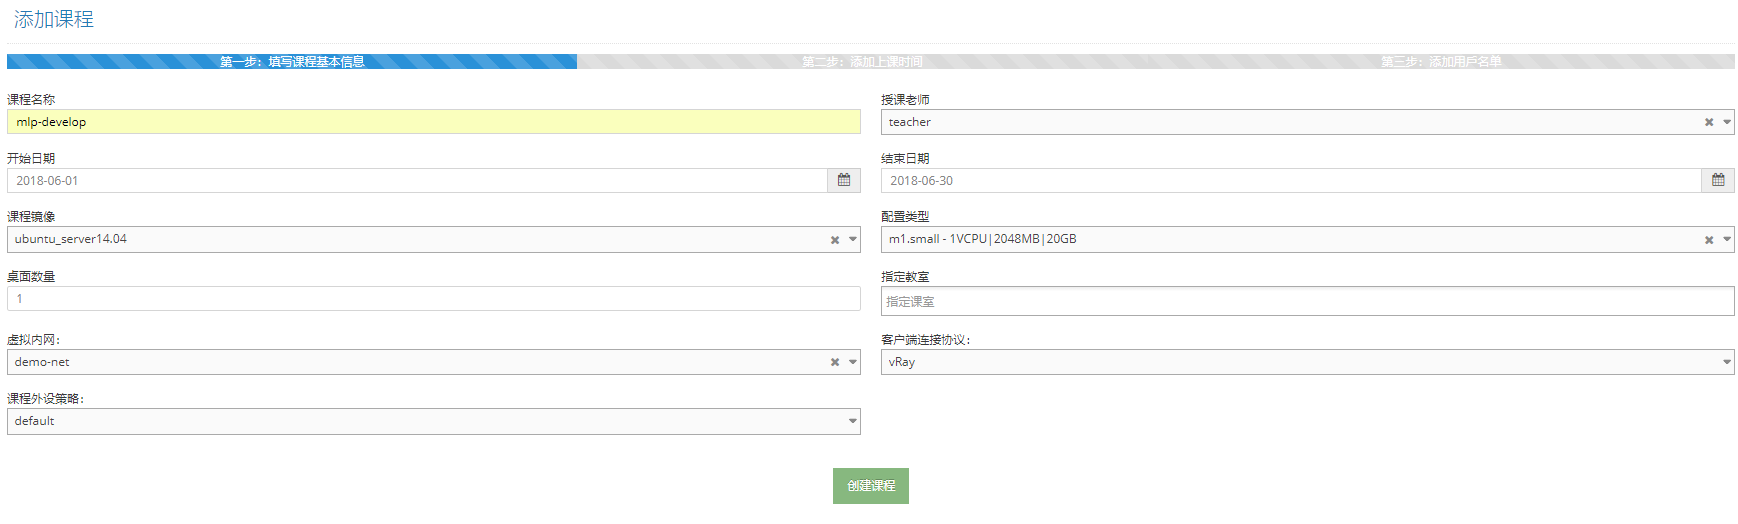 添加课程
第一步：填写课程基本信息 第二步：添加上课时间 第三步：添加用户名单
课程名称 授课老师
mlp-develop teacher
开始日期 结束日期
2018-06-01 2018-06-30
课程镜像 配置类型
ubuntu_server14.04 m1.small - 1VCPU|2048MB|20GB
桌面数量 指定教室
1 指定课室
虚拟内网： 客户端连接协议：
demo-net vRay
课程外设策略：
default
创建课程